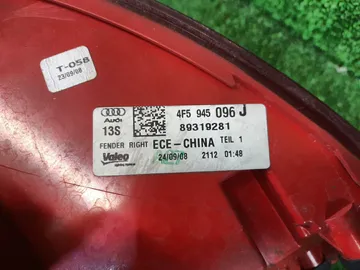 T-05B
23/09/08
Audi
4F5 945 096 J
13S
89319281
FENDER RIGHT ECE-CHINA TEIL 1
Valeo
24/09/08 2112 01:48